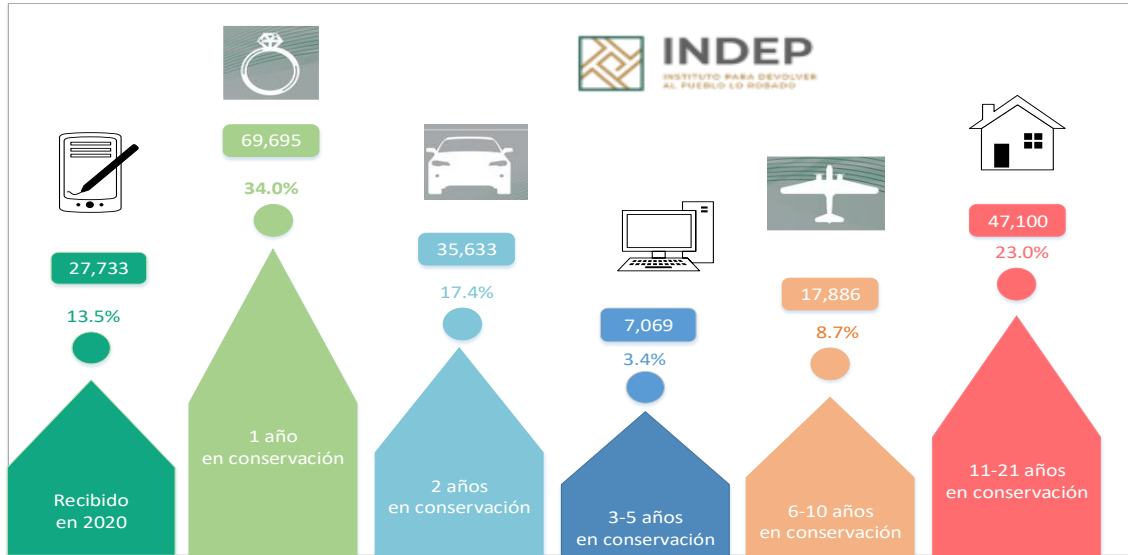 INDEP
INSTITUTO PARA DEVOLVER
AL PUEBLO LO ROBADO
27,733
13.5%
Recibido
en 2020
69,695
34.0%
1 año
en conservación
35,633
17.4%
2 años
en conservación
7,069
3.4%
3-5 años
en conservación
17,886
8.7%
6-10 años
en conservación
47,100
23.0%
11-21 años
en conservación